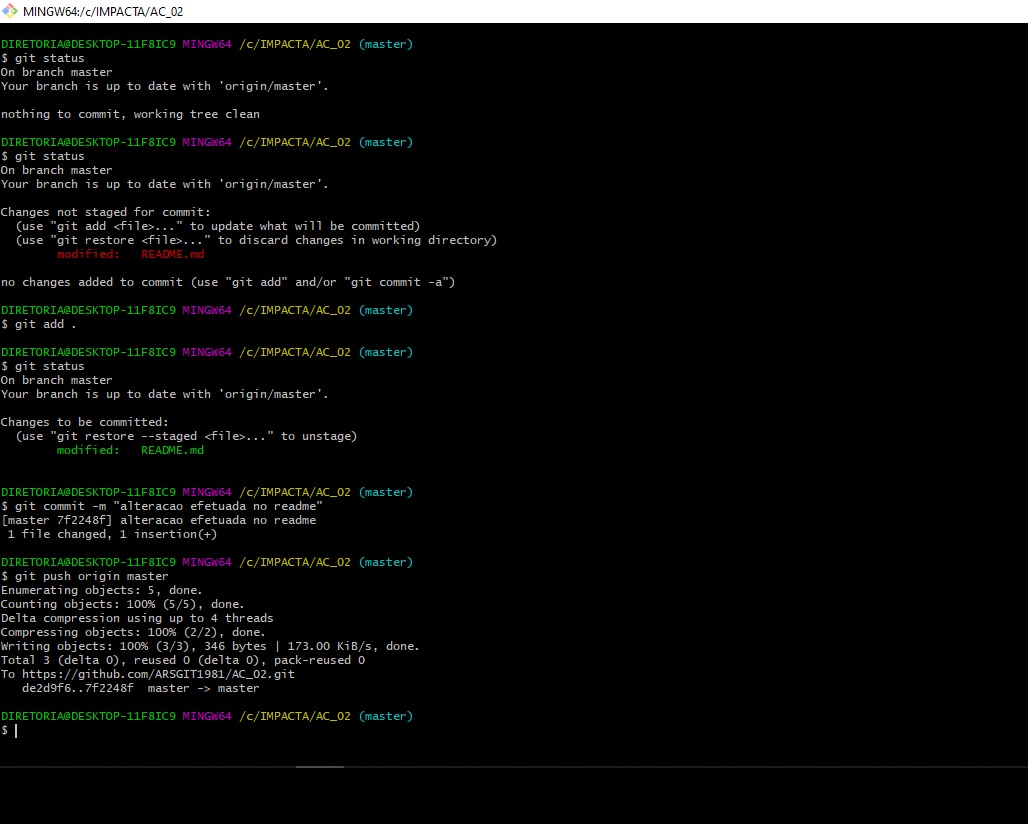 MINGW64:/c/IMPACTA/AC_02
DIRETORIA@DESKTOP-11F8IC9 MINGW64 /c/IMPACTA/AC_02 (master)
$ git status
On branch master
Your branch is up to date with 'origin/master'.
nothing to commit, working tree clean
DIRETORIA@DESKTOP-11F8IC9 MINGW64 /c/IMPACTA/AC_02 (master)
$ git status
On branch master
Your branch is up to date with 'origin/master'.
Changes not staged for commit:
  (use "git add <file>..." to update what will be committed)
  (use "git restore <file>..." to discard changes in working directory)
        modified:   README.md
no changes added to commit (use "git add" and/or "git commit -a")
DIRETORIA@DESKTOP-11F8IC9 MINGW64 /c/IMPACTA/AC_02 (master)
$ git add .
DIRETORIA@DESKTOP-11F8IC9 MINGW64 /c/IMPACTA/AC_02 (master)
$ git status
On branch master
Your branch is up to date with 'origin/master'.
Changes to be committed:
  (use "git restore --staged <file>..." to unstage)
        modified:   README.md
DIRETORIA@DESKTOP-11F8IC9 MINGW64 /c/IMPACTA/AC_02 (master)
$ git commit -m "alteracao efetuada no readme"
[master 7f2248f] alteracao efetuada no readme
 1 file changed, 1 insertion(+)
DIRETORIA@DESKTOP-11F8IC9 MINGW64 /c/IMPACTA/AC_02 (master)
$ git push origin master
Enumerating objects: 5, done.
Counting objects: 100% (5/5), done.
Delta compression using up to 4 threads
Compressing objects: 100% (2/2), done.
Writing objects: 100% (3/3), 346 bytes | 173.00 KiB/s, done.
Total 3 (delta 0), reused 0 (delta 0), pack-reused 0
To https://github.com/ARSGIT1981/AC_02.git
   de2d9f6..7f2248f  master -> master
DIRETORIA@DESKTOP-11F8IC9 MINGW64 /c/IMPACTA/AC_02 (master)
$